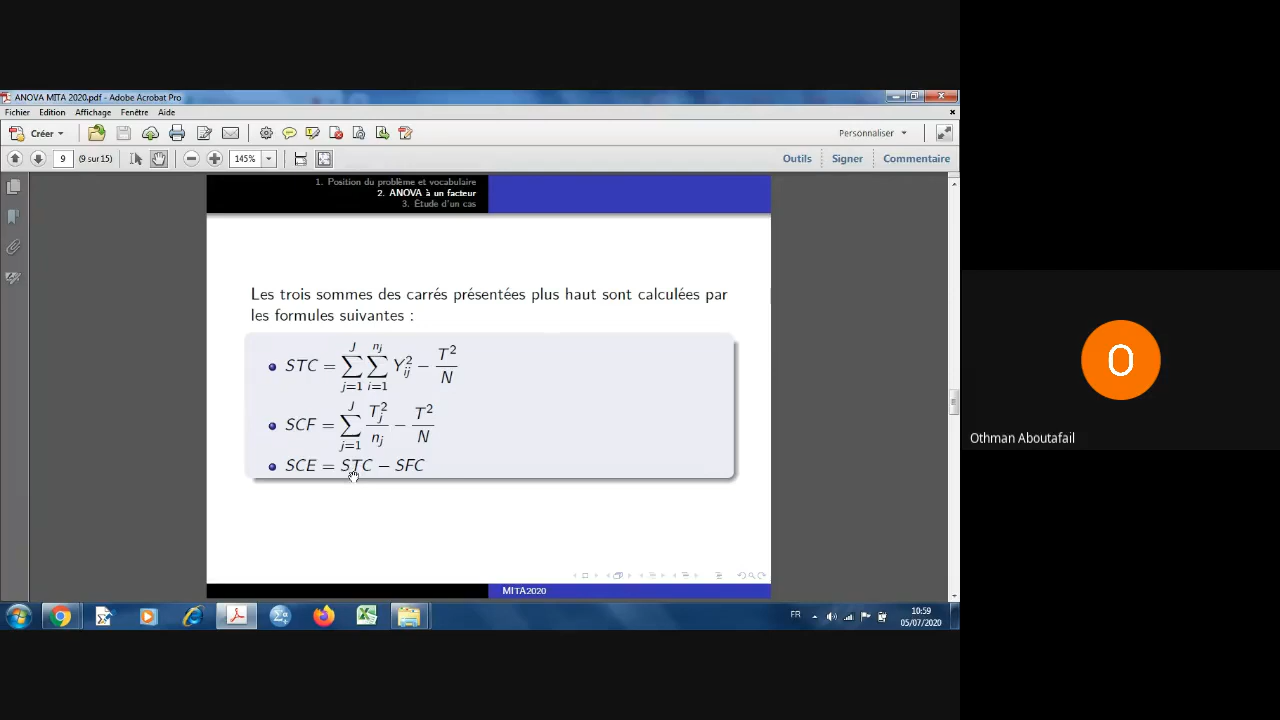 ANOVA MITA 2020.pdf - Adobe Acrobat Pro
Fichier Edition Affichage Fenêtre Aide
Créer
Personnaliser
9 (9 sur 15) 145%
Outils Signer Commentaire
1. Position du problème et vocabulaire
2. ANOVA à un facteur
3. Étude d'un cas
Les trois sommes des carrés présentées plus haut sont calculées par
les formules suivantes :
STC = ∑_{j=1}^{J} ∑_{i=1}^{n_j} Y_{ij}^2 − T^2/N
SCF = ∑_{j=1}^{J} T_j^2/n_j − T^2/N
SCE = STC − SFC
MITA2020
O
Othman Aboutafail
FR
10:59
05/07/2020